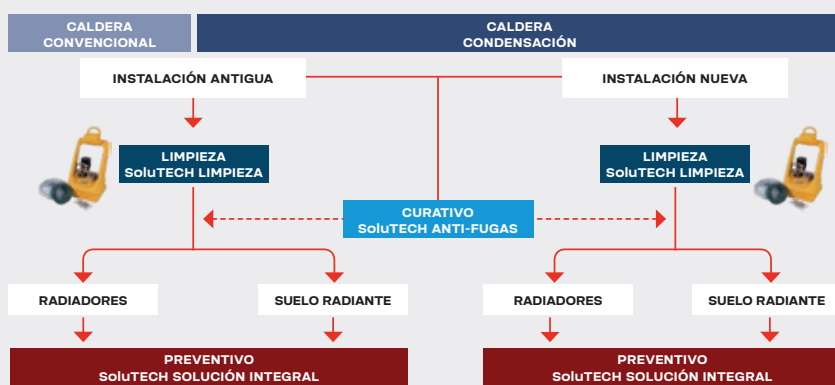 CALDERA
CONVENCIONAL
CALDERA
CONDENSACIÓN
INSTALACIÓN ANTIGUA
INSTALACIÓN NUEVA
LIMPIEZA
SoluTECH LIMPIEZA
LIMPIEZA
SoluTECH LIMPIEZA
CURATIVO
SoluTECH ANTI-FUGAS
RADIADORES
SUELO RADIANTE
RADIADORES
SUELO RADIANTE
PREVENTIVO
SoluTECH SOLUCIÓN INTEGRAL
PREVENTIVO
SoluTECH SOLUCIÓN INTEGRAL